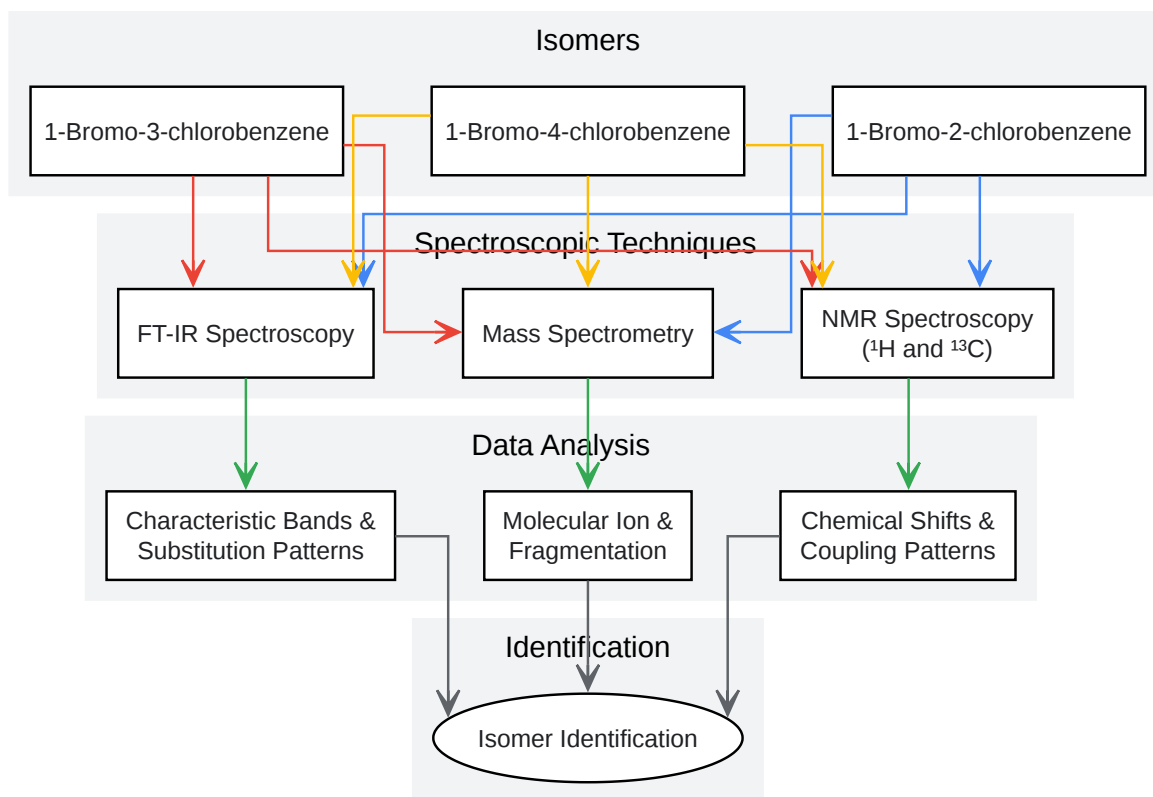 Isomers
1-Bromo-3-chlorobenzene
1-Bromo-4-chlorobenzene
1-Bromo-2-chlorobenzene
Spectroscopic Techniques
FT-IR Spectroscopy
Mass Spectrometry
NMR Spectroscopy
(¹H and ¹³C)
Data Analysis
Characteristic Bands &
Substitution Patterns
Molecular Ion &
Fragmentation
Chemical Shifts &
Coupling Patterns
Identification
Isomer Identification